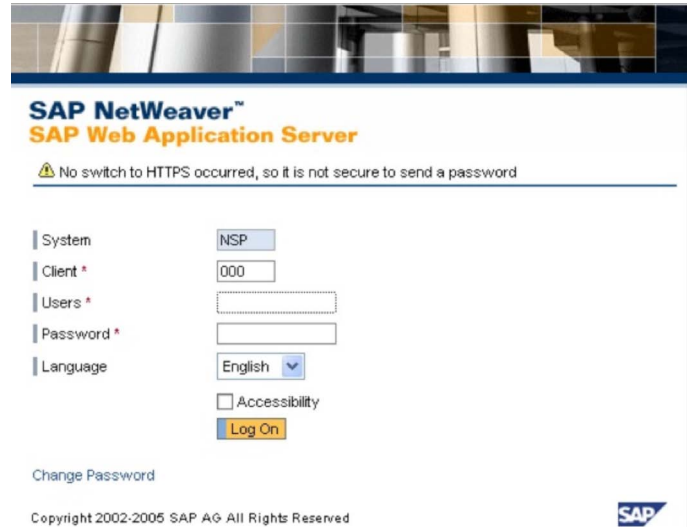 SAP NetWeaver™
SAP Web Application Server
No switch to HTTPS occurred, so it is not secure to send a password
System NSP
Client * 000
Users *
Password *
Language English
Accessibility
Log On
Change Password
Copyright 2002-2005 SAP AG All Rights Reserved
SAP